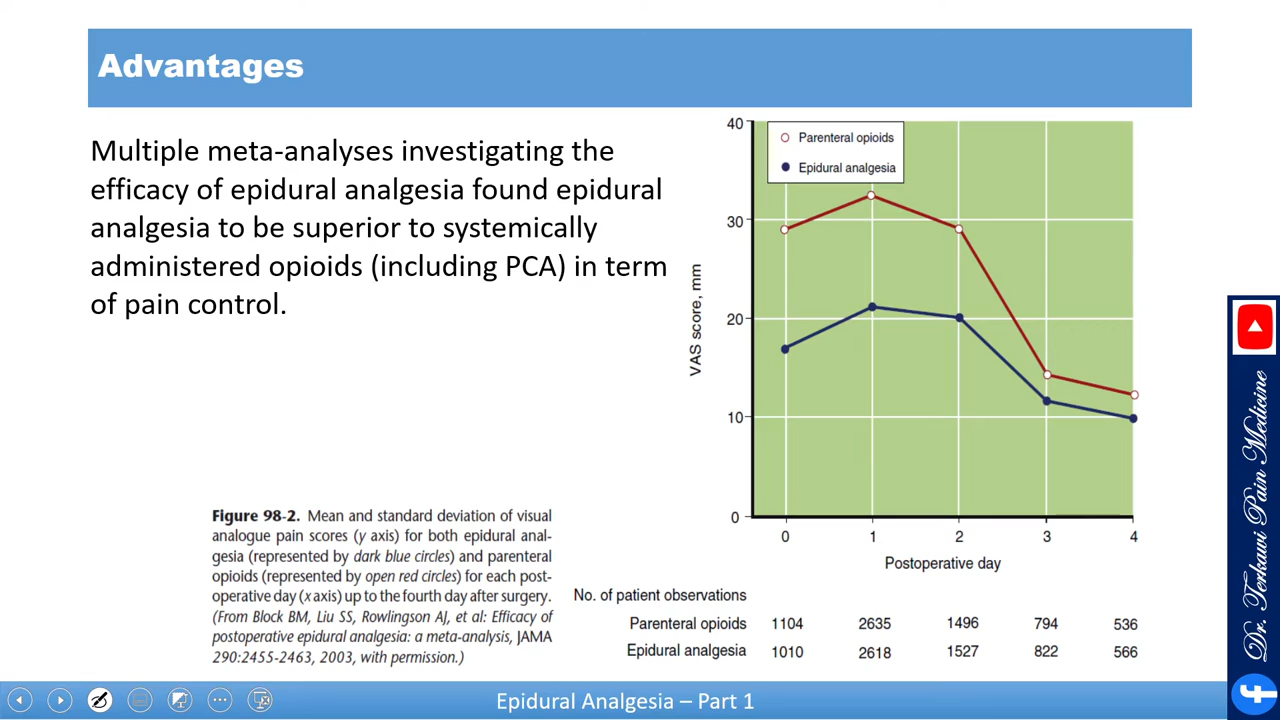 Advantages
Multiple meta-analyses investigating the
efficacy of epidural analgesia found epidural
analgesia to be superior to systemically
administered opioids (including PCA) in term
of pain control.
40
30
20
10
0
VAS score, mm
Parenteral opioids
Epidural analgesia
0 1 2 3 4
Postoperative day
No. of patient observations
Parenteral opioids 1104 2635 1496 794 536
Epidural analgesia 1010 2618 1527 822 566
Figure 98-2. Mean and standard deviation of visual
analogue pain scores (y axis) for both epidural anal-
gesia (represented by dark blue circles) and parenteral
opioids (represented by open red circles) for each post-
operative day (x axis) up to the fourth day after surgery.
(From Block BM, Liu SS, Rowlingson AJ, et al: Efficacy of
postoperative epidural analgesia: a meta-analysis, JAMA
290:2455-2463, 2003, with permission.)
Epidural Analgesia – Part 1
Dr. Terkawi Pain Medicine